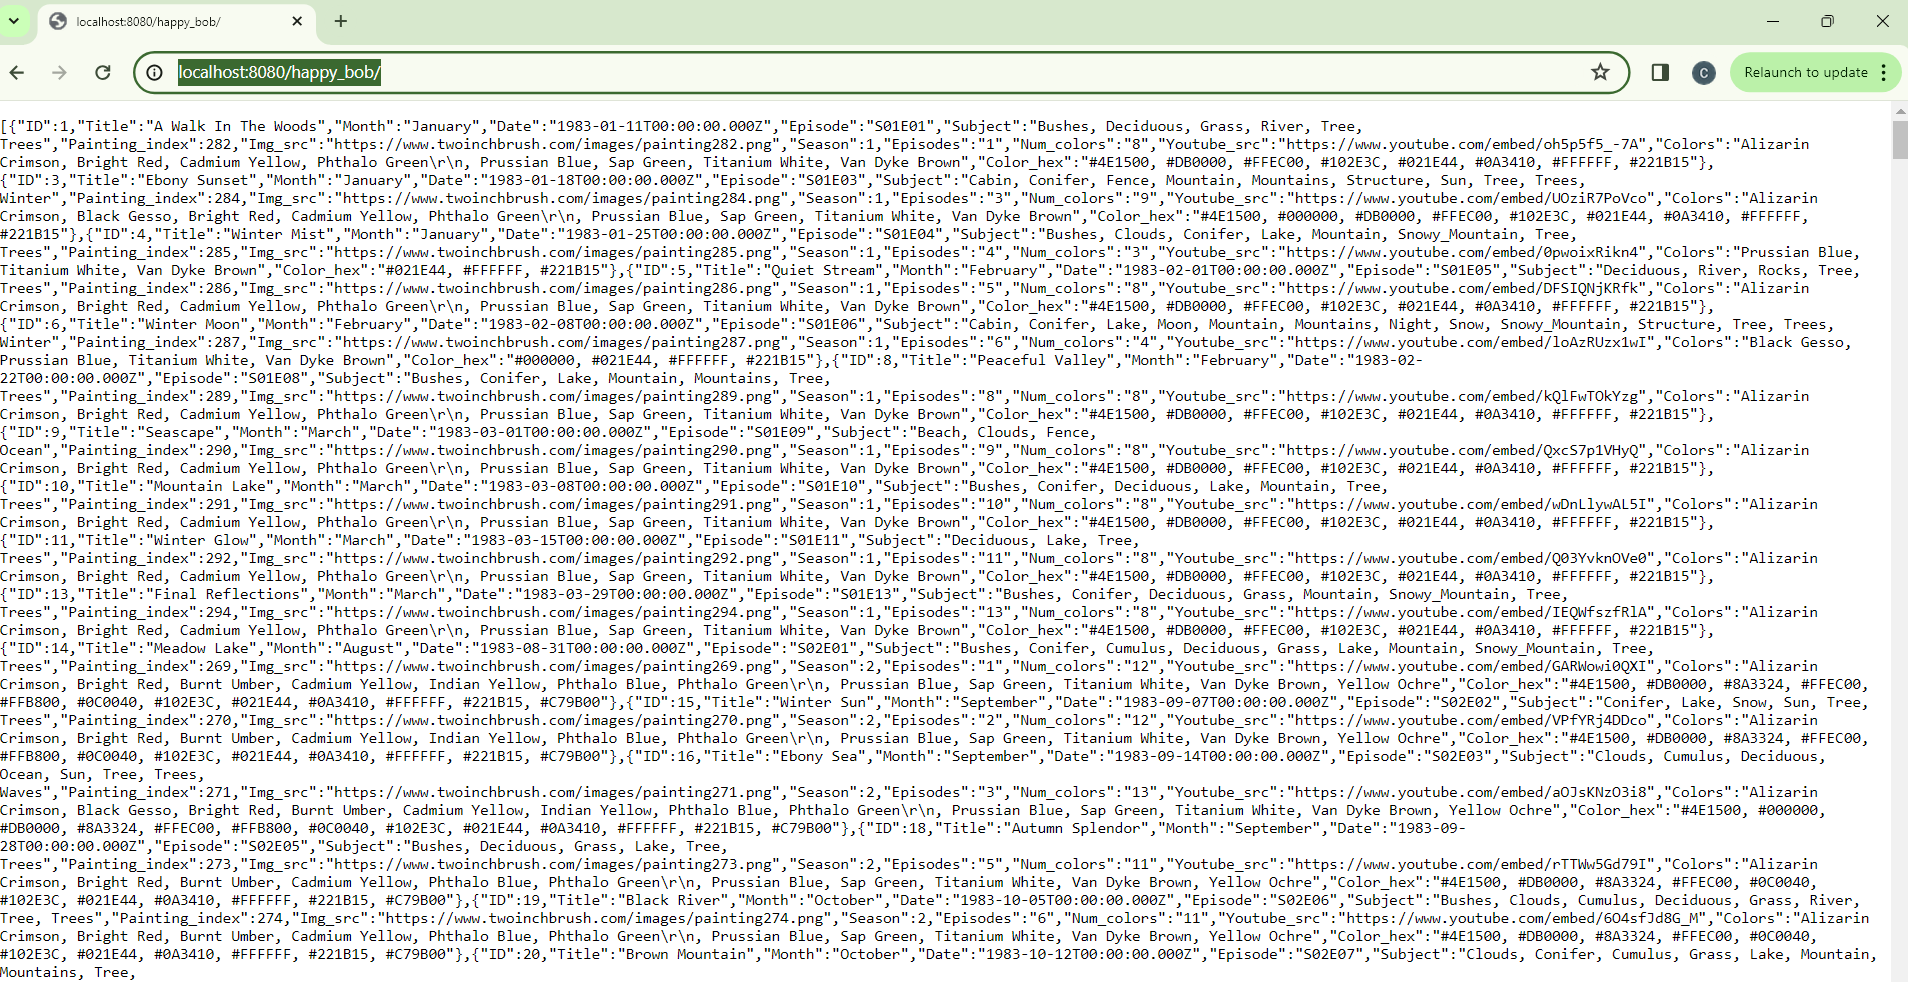 localhost:8080/happy_bob/
localhost:8080/happy_bob/
C
Relaunch to update
[{"ID":1,"Title":"A Walk In The Woods","Month":"January","Date":"1983-01-11T00:00:00.000Z","Episode":"S01E01","Subject":"Bushes, Deciduous, Grass, River, Tree,
Trees","Painting_index":282,"Img_src":"https://www.twoinchbrush.com/images/painting282.png","Season":1,"Episodes":"1","Num_colors":"8","Youtube_src":"https://www.youtube.com/embed/oh5p5f5_-7A","Colors":"Alizarin
Crimson, Bright Red, Cadmium Yellow, Phthalo Green\r\n, Prussian Blue, Sap Green, Titanium White, Van Dyke Brown","Color_hex":"#4E1500, #DB0000, #FFEC00, #102E3C, #021E44, #0A3410, #FFFFFF, #221B15"},
{"ID":3,"Title":"Ebony Sunset","Month":"January","Date":"1983-01-18T00:00:00.000Z","Episode":"S01E03","Subject":"Cabin, Conifer, Fence, Mountain, Mountains, Structure, Sun, Tree, Trees,
Winter","Painting_index":284,"Img_src":"https://www.twoinchbrush.com/images/painting284.png","Season":1,"Episodes":"3","Num_colors":"9","Youtube_src":"https://www.youtube.com/embed/UOziR7PoVco","Colors":"Alizarin
Crimson, Black Gesso, Bright Red, Cadmium Yellow, Phthalo Green\r\n, Prussian Blue, Sap Green, Titanium White, Van Dyke Brown","Color_hex":"#4E1500, #000000, #DB0000, #FFEC00, #102E3C, #021E44, #0A3410, #FFFFFF,
#221B15"},{"ID":4,"Title":"Winter Mist","Month":"January","Date":"1983-01-25T00:00:00.000Z","Episode":"S01E04","Subject":"Bushes, Clouds, Conifer, Lake, Mountain, Snowy_Mountain, Tree,
Trees","Painting_index":285,"Img_src":"https://www.twoinchbrush.com/images/painting285.png","Season":1,"Episodes":"4","Num_colors":"3","Youtube_src":"https://www.youtube.com/embed/0pwoixRikn4","Colors":"Prussian Blue,
Titanium White, Van Dyke Brown","Color_hex":"#021E44, #FFFFFF, #221B15"},{"ID":5,"Title":"Quiet Stream","Month":"February","Date":"1983-02-01T00:00:00.000Z","Episode":"S01E05","Subject":"Deciduous, River, Rocks, Tree,
Trees","Painting_index":286,"Img_src":"https://www.twoinchbrush.com/images/painting286.png","Season":1,"Episodes":"5","Num_colors":"8","Youtube_src":"https://www.youtube.com/embed/DFSIQNjKRfk","Colors":"Alizarin
Crimson, Bright Red, Cadmium Yellow, Phthalo Green\r\n, Prussian Blue, Sap Green, Titanium White, Van Dyke Brown","Color_hex":"#4E1500, #DB0000, #FFEC00, #102E3C, #021E44, #0A3410, #FFFFFF, #221B15"},
{"ID":6,"Title":"Winter Moon","Month":"February","Date":"1983-02-08T00:00:00.000Z","Episode":"S01E06","Subject":"Cabin, Conifer, Lake, Moon, Mountain, Mountains, Night, Snow, Snowy_Mountain, Structure, Tree, Trees,
Winter","Painting_index":287,"Img_src":"https://www.twoinchbrush.com/images/painting287.png","Season":1,"Episodes":"6","Num_colors":"4","Youtube_src":"https://www.youtube.com/embed/loAzRUzx1wI","Colors":"Black Gesso,
Prussian Blue, Titanium White, Van Dyke Brown","Color_hex":"#000000, #021E44, #FFFFFF, #221B15"},{"ID":8,"Title":"Peaceful Valley","Month":"February","Date":"1983-02-
22T00:00:00.000Z","Episode":"S01E08","Subject":"Bushes, Conifer, Lake, Mountain, Mountains, Tree,
Trees","Painting_index":289,"Img_src":"https://www.twoinchbrush.com/images/painting289.png","Season":1,"Episodes":"8","Num_colors":"8","Youtube_src":"https://www.youtube.com/embed/kQlFwTOkYzg","Colors":"Alizarin
Crimson, Bright Red, Cadmium Yellow, Phthalo Green\r\n, Prussian Blue, Sap Green, Titanium White, Van Dyke Brown","Color_hex":"#4E1500, #DB0000, #FFEC00, #102E3C, #021E44, #0A3410, #FFFFFF, #221B15"},
{"ID":9,"Title":"Seascape","Month":"March","Date":"1983-03-01T00:00:00.000Z","Episode":"S01E09","Subject":"Beach, Clouds, Fence,
Ocean","Painting_index":290,"Img_src":"https://www.twoinchbrush.com/images/painting290.png","Season":1,"Episodes":"9","Num_colors":"8","Youtube_src":"https://www.youtube.com/embed/QxcS7p1VHyQ","Colors":"Alizarin
Crimson, Bright Red, Cadmium Yellow, Phthalo Green\r\n, Prussian Blue, Sap Green, Titanium White, Van Dyke Brown","Color_hex":"#4E1500, #DB0000, #FFEC00, #102E3C, #021E44, #0A3410, #FFFFFF, #221B15"},
{"ID":10,"Title":"Mountain Lake","Month":"March","Date":"1983-03-08T00:00:00.000Z","Episode":"S01E10","Subject":"Bushes, Conifer, Deciduous, Lake, Mountain, Tree,
Trees","Painting_index":291,"Img_src":"https://www.twoinchbrush.com/images/painting291.png","Season":1,"Episodes":"10","Num_colors":"8","Youtube_src":"https://www.youtube.com/embed/wDnLlywAL5I","Colors":"Alizarin
Crimson, Bright Red, Cadmium Yellow, Phthalo Green\r\n, Prussian Blue, Sap Green, Titanium White, Van Dyke Brown","Color_hex":"#4E1500, #DB0000, #FFEC00, #102E3C, #021E44, #0A3410, #FFFFFF, #221B15"},
{"ID":11,"Title":"Winter Glow","Month":"March","Date":"1983-03-15T00:00:00.000Z","Episode":"S01E11","Subject":"Deciduous, Lake, Tree,
Trees","Painting_index":292,"Img_src":"https://www.twoinchbrush.com/images/painting292.png","Season":1,"Episodes":"11","Num_colors":"8","Youtube_src":"https://www.youtube.com/embed/Q03YvknOVe0","Colors":"Alizarin
Crimson, Bright Red, Cadmium Yellow, Phthalo Green\r\n, Prussian Blue, Sap Green, Titanium White, Van Dyke Brown","Color_hex":"#4E1500, #DB0000, #FFEC00, #102E3C, #021E44, #0A3410, #FFFFFF, #221B15"},
{"ID":13,"Title":"Final Reflections","Month":"March","Date":"1983-03-29T00:00:00.000Z","Episode":"S01E13","Subject":"Bushes, Conifer, Deciduous, Grass, Mountain, Snowy_Mountain, Tree,
Trees","Painting_index":294,"Img_src":"https://www.twoinchbrush.com/images/painting294.png","Season":1,"Episodes":"13","Num_colors":"8","Youtube_src":"https://www.youtube.com/embed/IEQWfszfRlA","Colors":"Alizarin
Crimson, Bright Red, Cadmium Yellow, Phthalo Green\r\n, Prussian Blue, Sap Green, Titanium White, Van Dyke Brown","Color_hex":"#4E1500, #DB0000, #FFEC00, #102E3C, #021E44, #0A3410, #FFFFFF, #221B15"},
{"ID":14,"Title":"Meadow Lake","Month":"August","Date":"1983-08-31T00:00:00.000Z","Episode":"S02E01","Subject":"Bushes, Conifer, Cumulus, Deciduous, Grass, Lake, Mountain, Snowy_Mountain, Tree,
Trees","Painting_index":269,"Img_src":"https://www.twoinchbrush.com/images/painting269.png","Season":2,"Episodes":"1","Num_colors":"12","Youtube_src":"https://www.youtube.com/embed/GARWowi0QXI","Colors":"Alizarin
Crimson, Bright Red, Burnt Umber, Cadmium Yellow, Indian Yellow, Phthalo Blue, Phthalo Green\r\n, Prussian Blue, Sap Green, Titanium White, Van Dyke Brown, Yellow Ochre","Color_hex":"#4E1500, #DB0000, #8A3324, #FFEC00,
#FFB800, #0C0040, #102E3C, #021E44, #0A3410, #FFFFFF, #221B15, #C79B00"},{"ID":15,"Title":"Winter Sun","Month":"September","Date":"1983-09-07T00:00:00.000Z","Episode":"S02E02","Subject":"Conifer, Lake, Snow, Sun, Tree,
Trees","Painting_index":270,"Img_src":"https://www.twoinchbrush.com/images/painting270.png","Season":2,"Episodes":"2","Num_colors":"12","Youtube_src":"https://www.youtube.com/embed/VPfYRj4DDco","Colors":"Alizarin
Crimson, Bright Red, Burnt Umber, Cadmium Yellow, Indian Yellow, Phthalo Blue, Phthalo Green\r\n, Prussian Blue, Sap Green, Titanium White, Van Dyke Brown, Yellow Ochre","Color_hex":"#4E1500, #DB0000, #8A3324, #FFEC00,
#FFB800, #0C0040, #102E3C, #021E44, #0A3410, #FFFFFF, #221B15, #C79B00"},{"ID":16,"Title":"Ebony Sea","Month":"September","Date":"1983-09-14T00:00:00.000Z","Episode":"S02E03","Subject":"Clouds, Cumulus, Deciduous,
Ocean, Sun, Tree, Trees,
Waves","Painting_index":271,"Img_src":"https://www.twoinchbrush.com/images/painting271.png","Season":2,"Episodes":"3","Num_colors":"13","Youtube_src":"https://www.youtube.com/embed/aOJsKNzO3i8","Colors":"Alizarin
Crimson, Black Gesso, Bright Red, Burnt Umber, Cadmium Yellow, Indian Yellow, Phthalo Blue, Phthalo Green\r\n, Prussian Blue, Sap Green, Titanium White, Van Dyke Brown, Yellow Ochre","Color_hex":"#4E1500, #000000,
#DB0000, #8A3324, #FFEC00, #FFB800, #0C0040, #102E3C, #021E44, #0A3410, #FFFFFF, #221B15, #C79B00"},{"ID":18,"Title":"Autumn Splendor","Month":"September","Date":"1983-09-
28T00:00:00.000Z","Episode":"S02E05","Subject":"Bushes, Deciduous, Grass, Lake, Tree,
Trees","Painting_index":273,"Img_src":"https://www.twoinchbrush.com/images/painting273.png","Season":2,"Episodes":"5","Num_colors":"11","Youtube_src":"https://www.youtube.com/embed/rTTWw5Gd79I","Colors":"Alizarin
Crimson, Bright Red, Burnt Umber, Cadmium Yellow, Phthalo Blue, Phthalo Green\r\n, Prussian Blue, Sap Green, Titanium White, Van Dyke Brown, Yellow Ochre","Color_hex":"#4E1500, #DB0000, #8A3324, #FFEC00, #0C0040,
#102E3C, #021E44, #0A3410, #FFFFFF, #221B15, #C79B00"},{"ID":19,"Title":"Black River","Month":"October","Date":"1983-10-05T00:00:00.000Z","Episode":"S02E06","Subject":"Bushes, Clouds, Cumulus, Deciduous, Grass, River,
Tree, Trees","Painting_index":274,"Img_src":"https://www.twoinchbrush.com/images/painting274.png","Season":2,"Episodes":"6","Num_colors":"11","Youtube_src":"https://www.youtube.com/embed/6O4sfJd8G_M","Colors":"Alizarin
Crimson, Bright Red, Burnt Umber, Cadmium Yellow, Phthalo Blue, Phthalo Green\r\n, Prussian Blue, Sap Green, Titanium White, Van Dyke Brown, Yellow Ochre","Color_hex":"#4E1500, #DB0000, #8A3324, #FFEC00, #0C0040,
#102E3C, #021E44, #0A3410, #FFFFFF, #221B15, #C79B00"},{"ID":20,"Title":"Brown Mountain","Month":"October","Date":"1983-10-12T00:00:00.000Z","Episode":"S02E07","Subject":"Clouds, Conifer, Cumulus, Grass, Lake, Mountain,
Mountains, Tree,